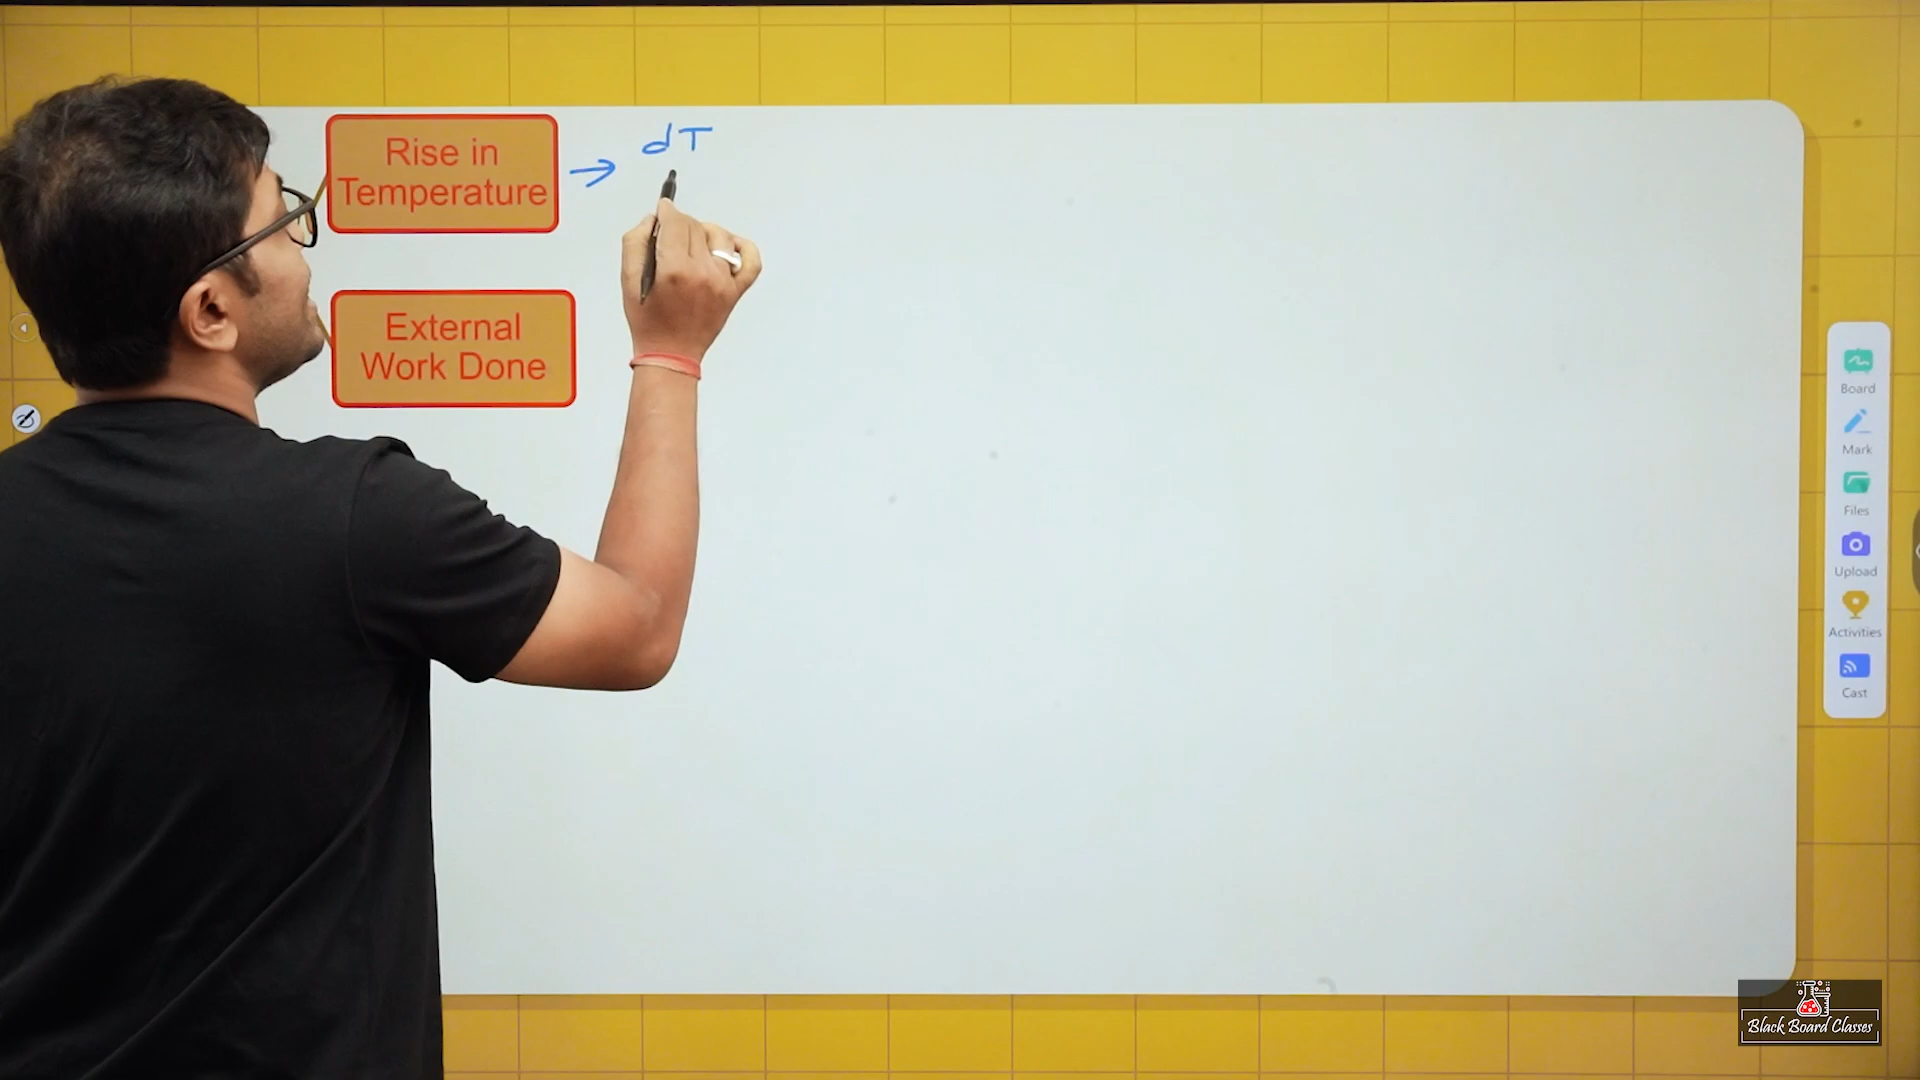 Rise in
Temperature
→ dT
External
Work Done
Board
Mark
Files
Upload
Activities
Cast
Black Board Classes